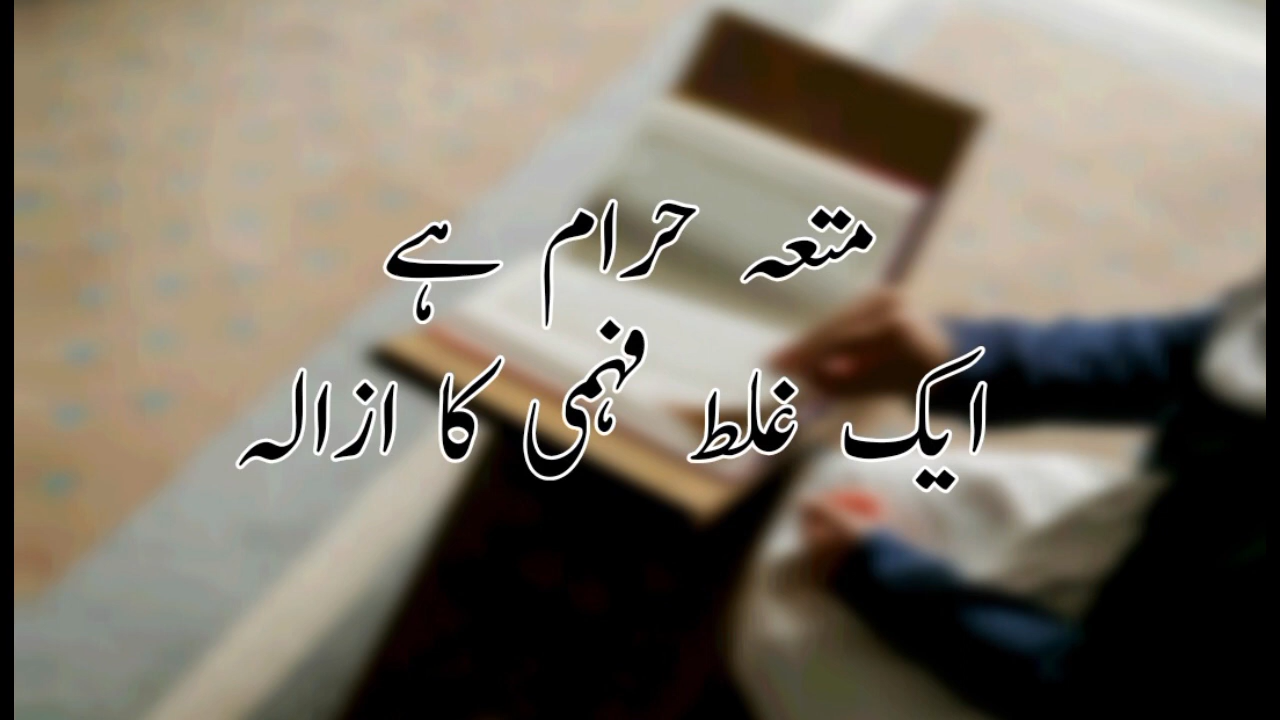 متعہ حرام ہے
ایک غلط فہمی کا ازالہ